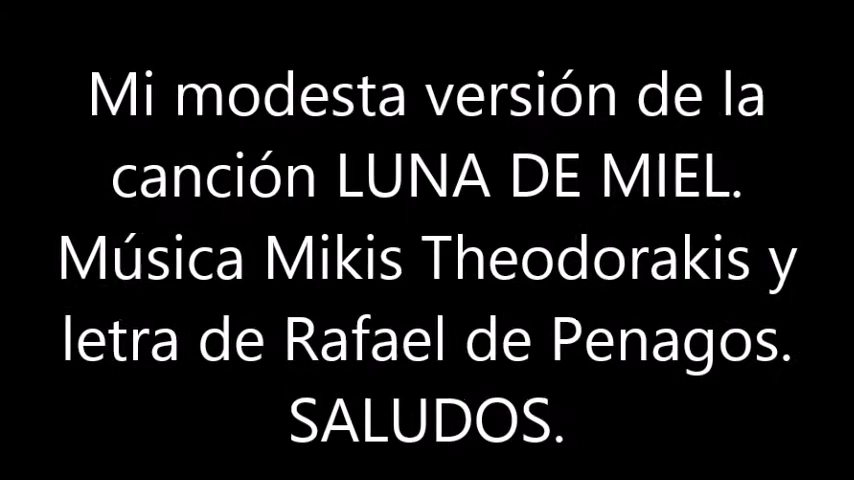 Mi modesta versión de la
canción LUNA DE MIEL.
Música Mikis Theodorakis y
letra de Rafael de Penagos.
SALUDOS.